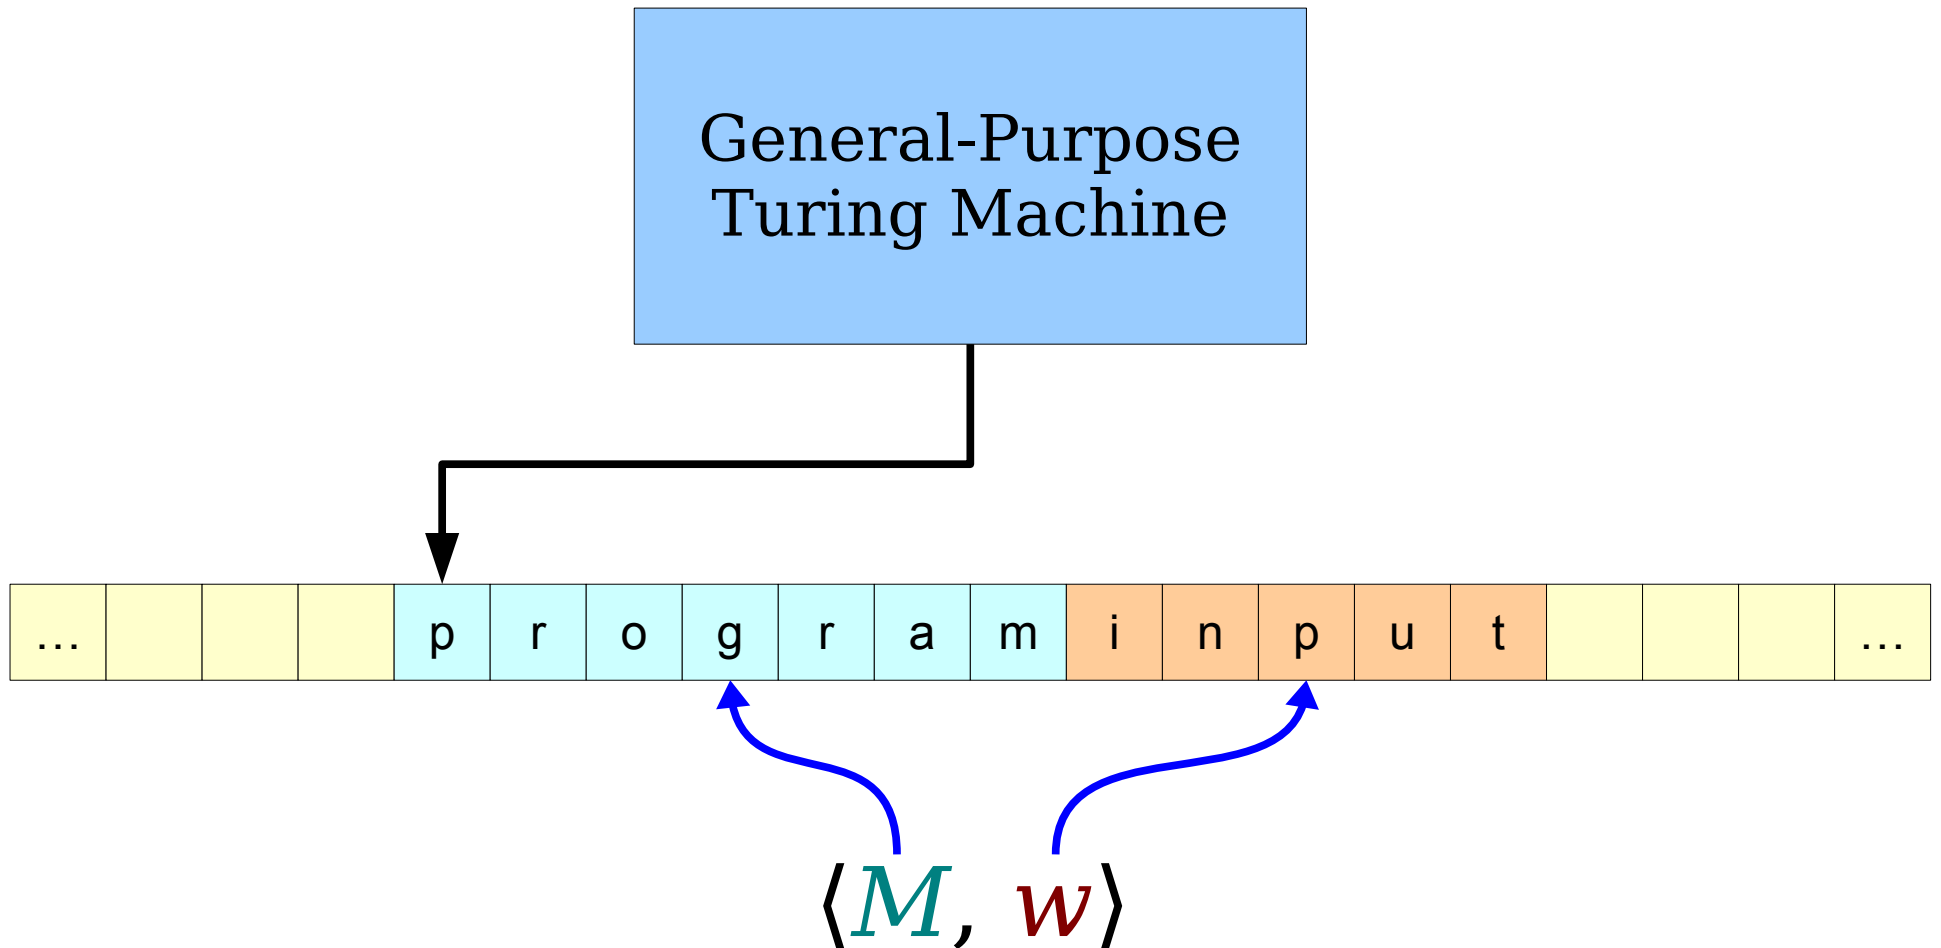 General-Purpose
Turing Machine
… p r o g r a m i n p u t …
⟨M, w⟩